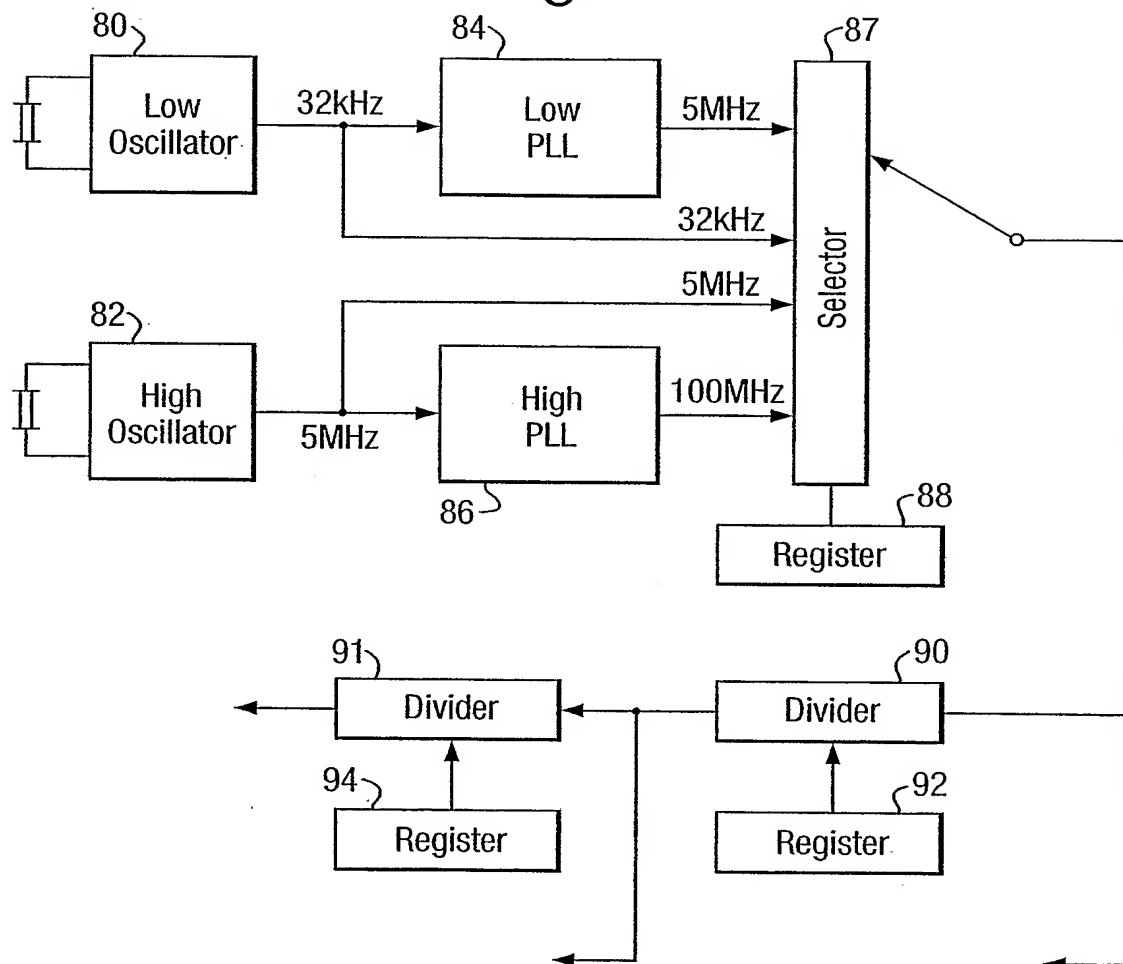 80
84
87
Low
Oscillator
32kHz
Low
PLL
5MHz
32kHz
5MHz
Selector
82
High
Oscillator
5MHz
High
PLL
100MHz
86
88
Register
91
90
Divider
Divider
94
92
Register
Register